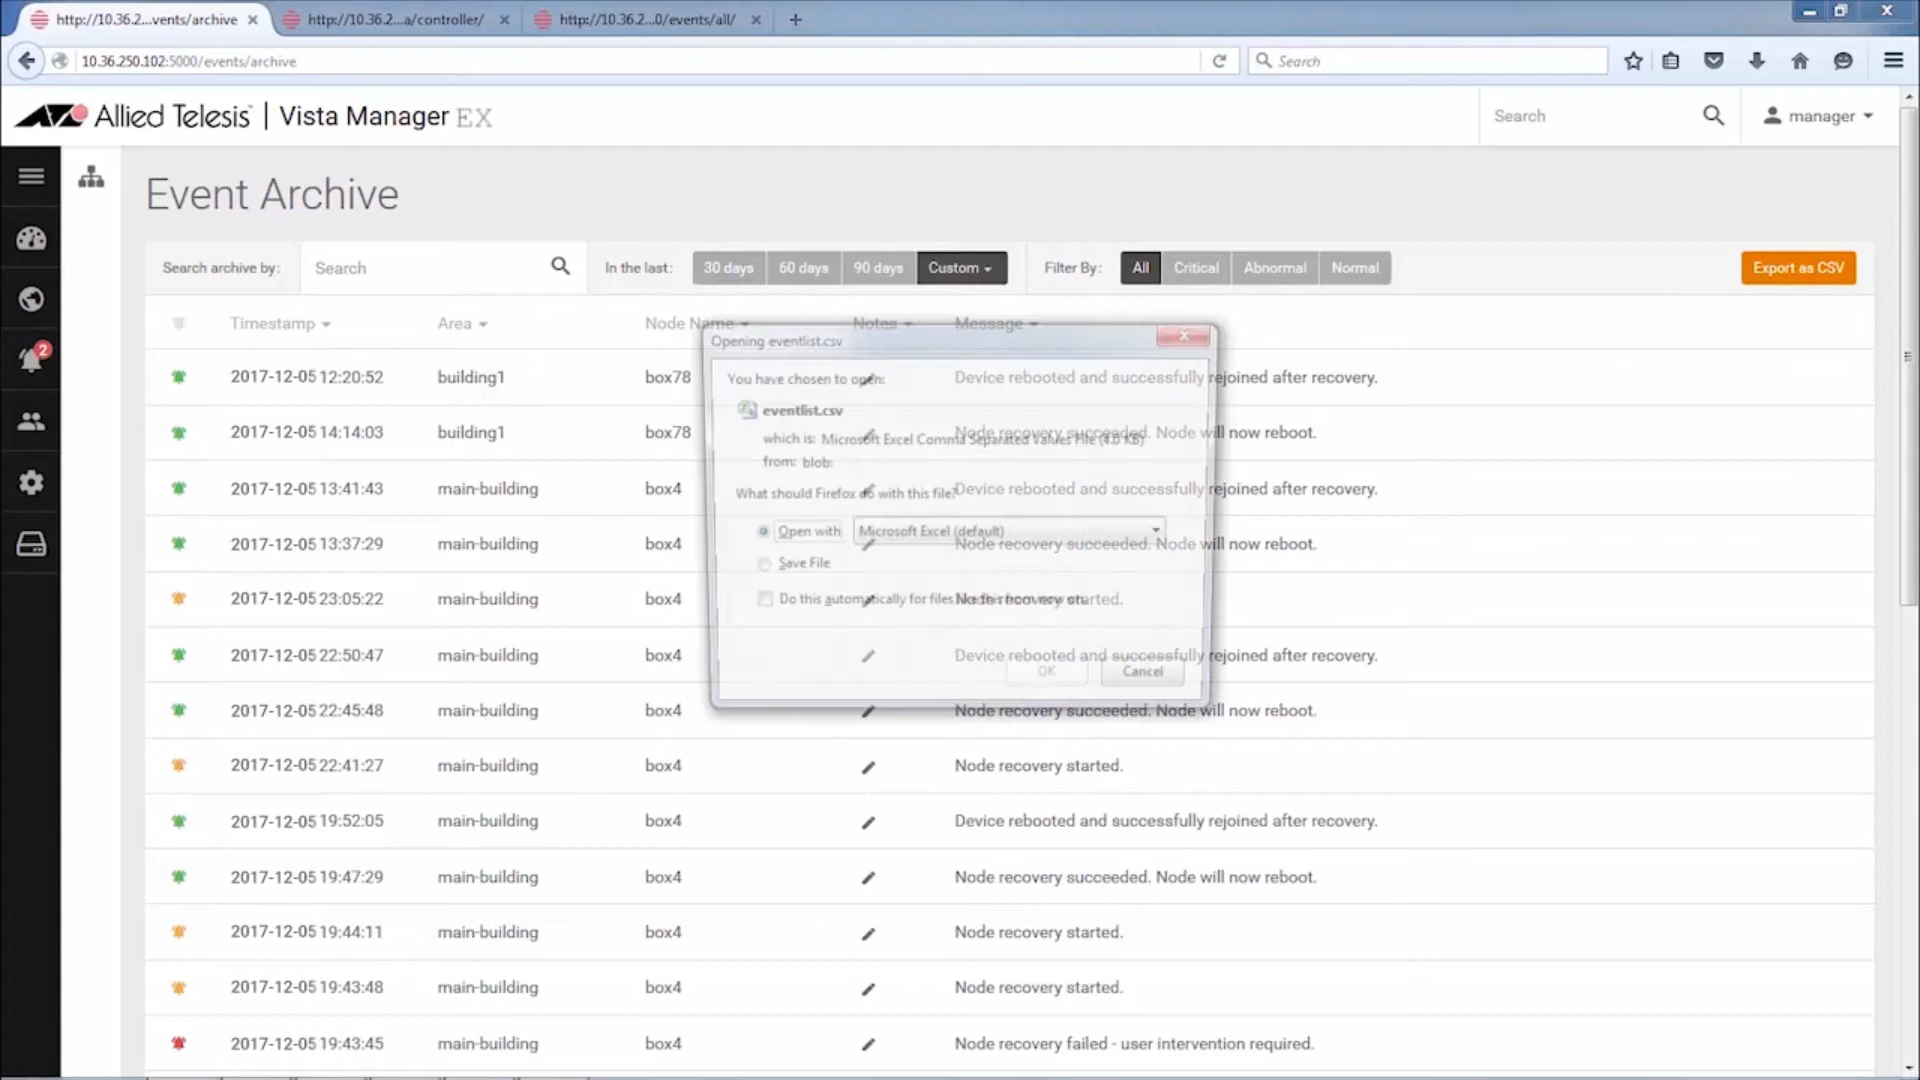 http://10.36.2...vents/archive
http://10.36.2...a/controller/
http://10.36.2...0/events/all/
10.36.250.102:5000/events/archive
Search
Allied Telesis | Vista Manager EX
Search
manager
Event Archive
Search archive by:
Search
In the last:
30 days
60 days
90 days
Custom
Filter By:
All
Critical
Abnormal
Normal
Export as CSV
Timestamp
Area
Node Name
Notes
Message
2
Opening eventlist.csv
You have chosen to open:
eventlist.csv
which is: Microsoft Excel Comma Separated Values File (4.0 KB)
from: blob:
What should Firefox do with this file?
Open with
Microsoft Excel (default)
Save File
Do this automatically for files like this from now on.
OK
Cancel
2017-12-05 12:20:52 building1 box78 Device rebooted and successfully rejoined after recovery.
2017-12-05 14:14:03 building1 box78 Node recovery succeeded. Node will now reboot.
2017-12-05 13:41:43 main-building box4 Device rebooted and successfully rejoined after recovery.
2017-12-05 13:37:29 main-building box4 Node recovery succeeded. Node will now reboot.
2017-12-05 23:05:22 main-building box4 Node recovery started.
2017-12-05 22:50:47 main-building box4 Device rebooted and successfully rejoined after recovery.
2017-12-05 22:45:48 main-building box4 Node recovery succeeded. Node will now reboot.
2017-12-05 22:41:27 main-building box4 Node recovery started.
2017-12-05 19:52:05 main-building box4 Device rebooted and successfully rejoined after recovery.
2017-12-05 19:47:29 main-building box4 Node recovery succeeded. Node will now reboot.
2017-12-05 19:44:11 main-building box4 Node recovery started.
2017-12-05 19:43:48 main-building box4 Node recovery started.
2017-12-05 19:43:45 main-building box4 Node recovery failed - user intervention required.